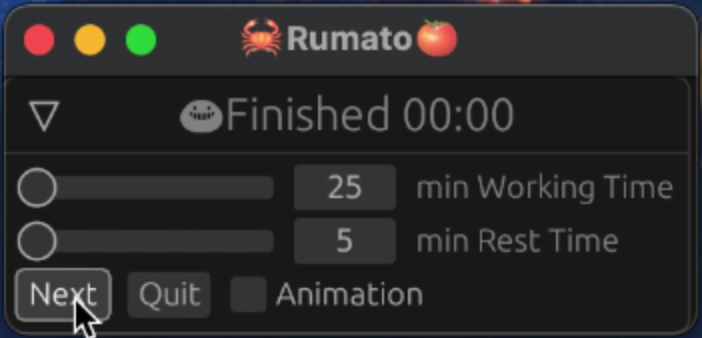 🦀Rumato🍅
Finished 00:00
25 min Working Time
5 min Rest Time
Next Quit Animation